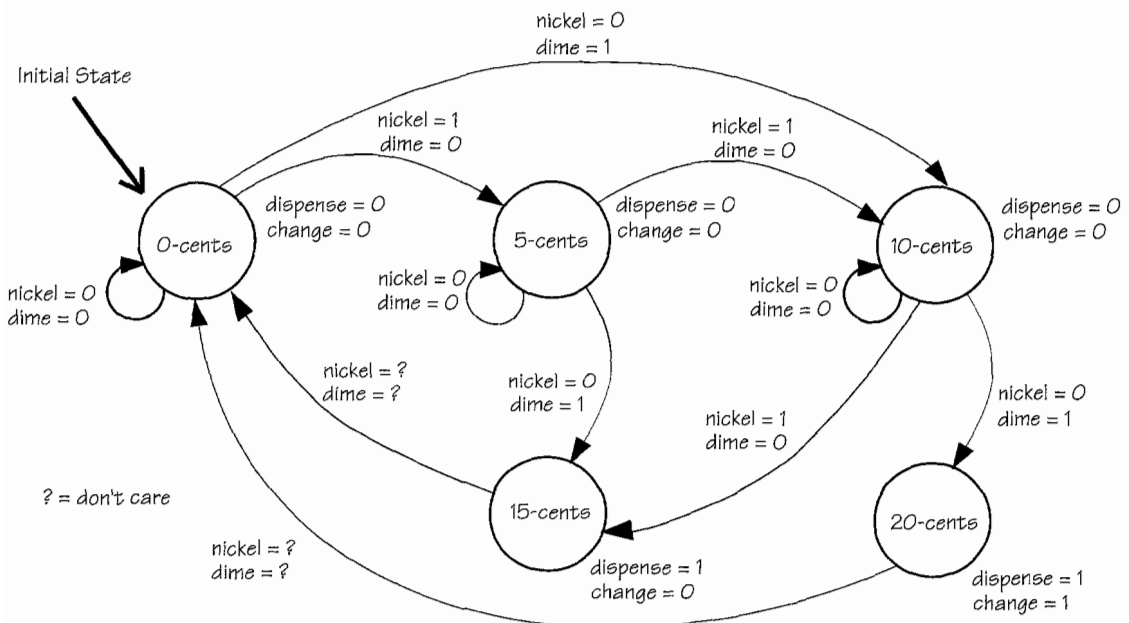 nickel = 0
dime = 1
Initial State
nickel = 1
dime = 0
nickel = 1
dime = 0
dispense = 0
change = 0
dispense = 0
change = 0
dispense = 0
change = 0
0-cents
5-cents
10-cents
nickel = 0
dime = 0
nickel = 0
dime = 0
nickel = 0
dime = 0
nickel = ?
dime = ?
nickel = 0
dime = 1
nickel = 1
dime = 0
nickel = 0
dime = 1
? = don't care
15-cents
20-cents
nickel = ?
dime = ?
dispense = 1
change = 0
dispense = 1
change = 1